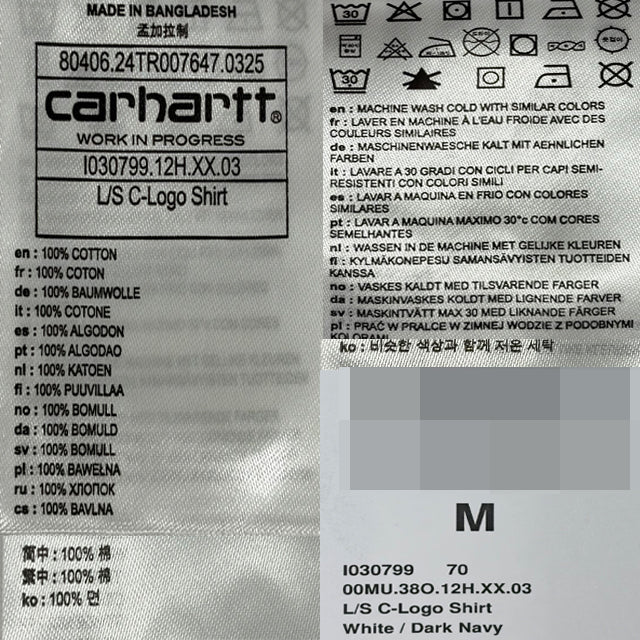 MADE IN BANGLADESH
孟加拉制
80406.24TR007647.0325
carhartt®
WORK IN PROGRESS
I030799.12H.XX.03
L/S C-Logo Shirt
en : 100% COTTON
fr : 100% COTON
de : 100% BAUMWOLLE
it : 100% COTONE
es : 100% ALGODON
pt : 100% ALGODAO
nl : 100% KATOEN
fi : 100% PUUVILLAA
no : 100% BOMULL
da : 100% BOMULD
sv : 100% BOMULL
pl : 100% BAWEŁNA
ru : 100% ХЛОПОК
cs : 100% BAVLNA
简中 : 100% 棉
繁中 : 100% 棉
ko : 100% 면
30
30
en : MACHINE WASH COLD WITH SIMILAR COLORS
fr : LAVER EN MACHINE À L'EAU FROIDE AVEC DES
COULEURS SIMILAIRES
de : MASCHINENWAESCHE KALT MIT AEHNLICHEN
FARBEN
it : LAVARE A 30 GRADI CON CICLI PER CAPI SEMI-
RESISTENTI CON COLORI SIMILI
es : LAVAR A MAQUINA EN FRIO CON COLORES
SIMILARES
pt : LAVAR A MAQUINA MAXIMO 30°c COM CORES
SEMELHANTES
nl : WASSEN IN DE MACHINE MET GELIJKE KLEUREN
fi : KYLMÄKONEPESU SAMANSÄVYISTEN TUOTTEIDEN
KANSSA
no : VASKES KALDT MED TILSVARENDE FARGER
da : MASKINVASKES KOLDT MED LIGNENDE FARVER
sv : MASKINTVÄTT MAX 30 MED LIKNANDE FÄRGER
pl : PRAĆ W PRALCE W ZIMNEJ WODZIE Z PODOBNYMI
KOLORAMI
ko : 비슷한 색상과 함께 저온 세탁
M
I030799 70
00MU.38O.12H.XX.03
L/S C-Logo Shirt
White / Dark Navy